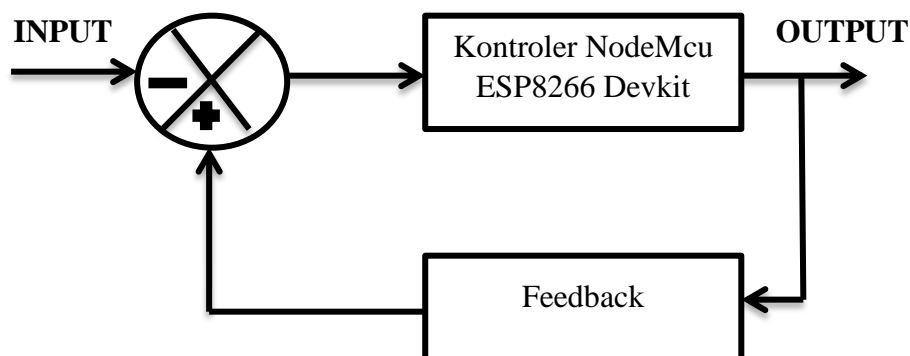 INPUT
Kontroler NodeMcu
ESP8266 Devkit
OUTPUT
−
+
Feedback